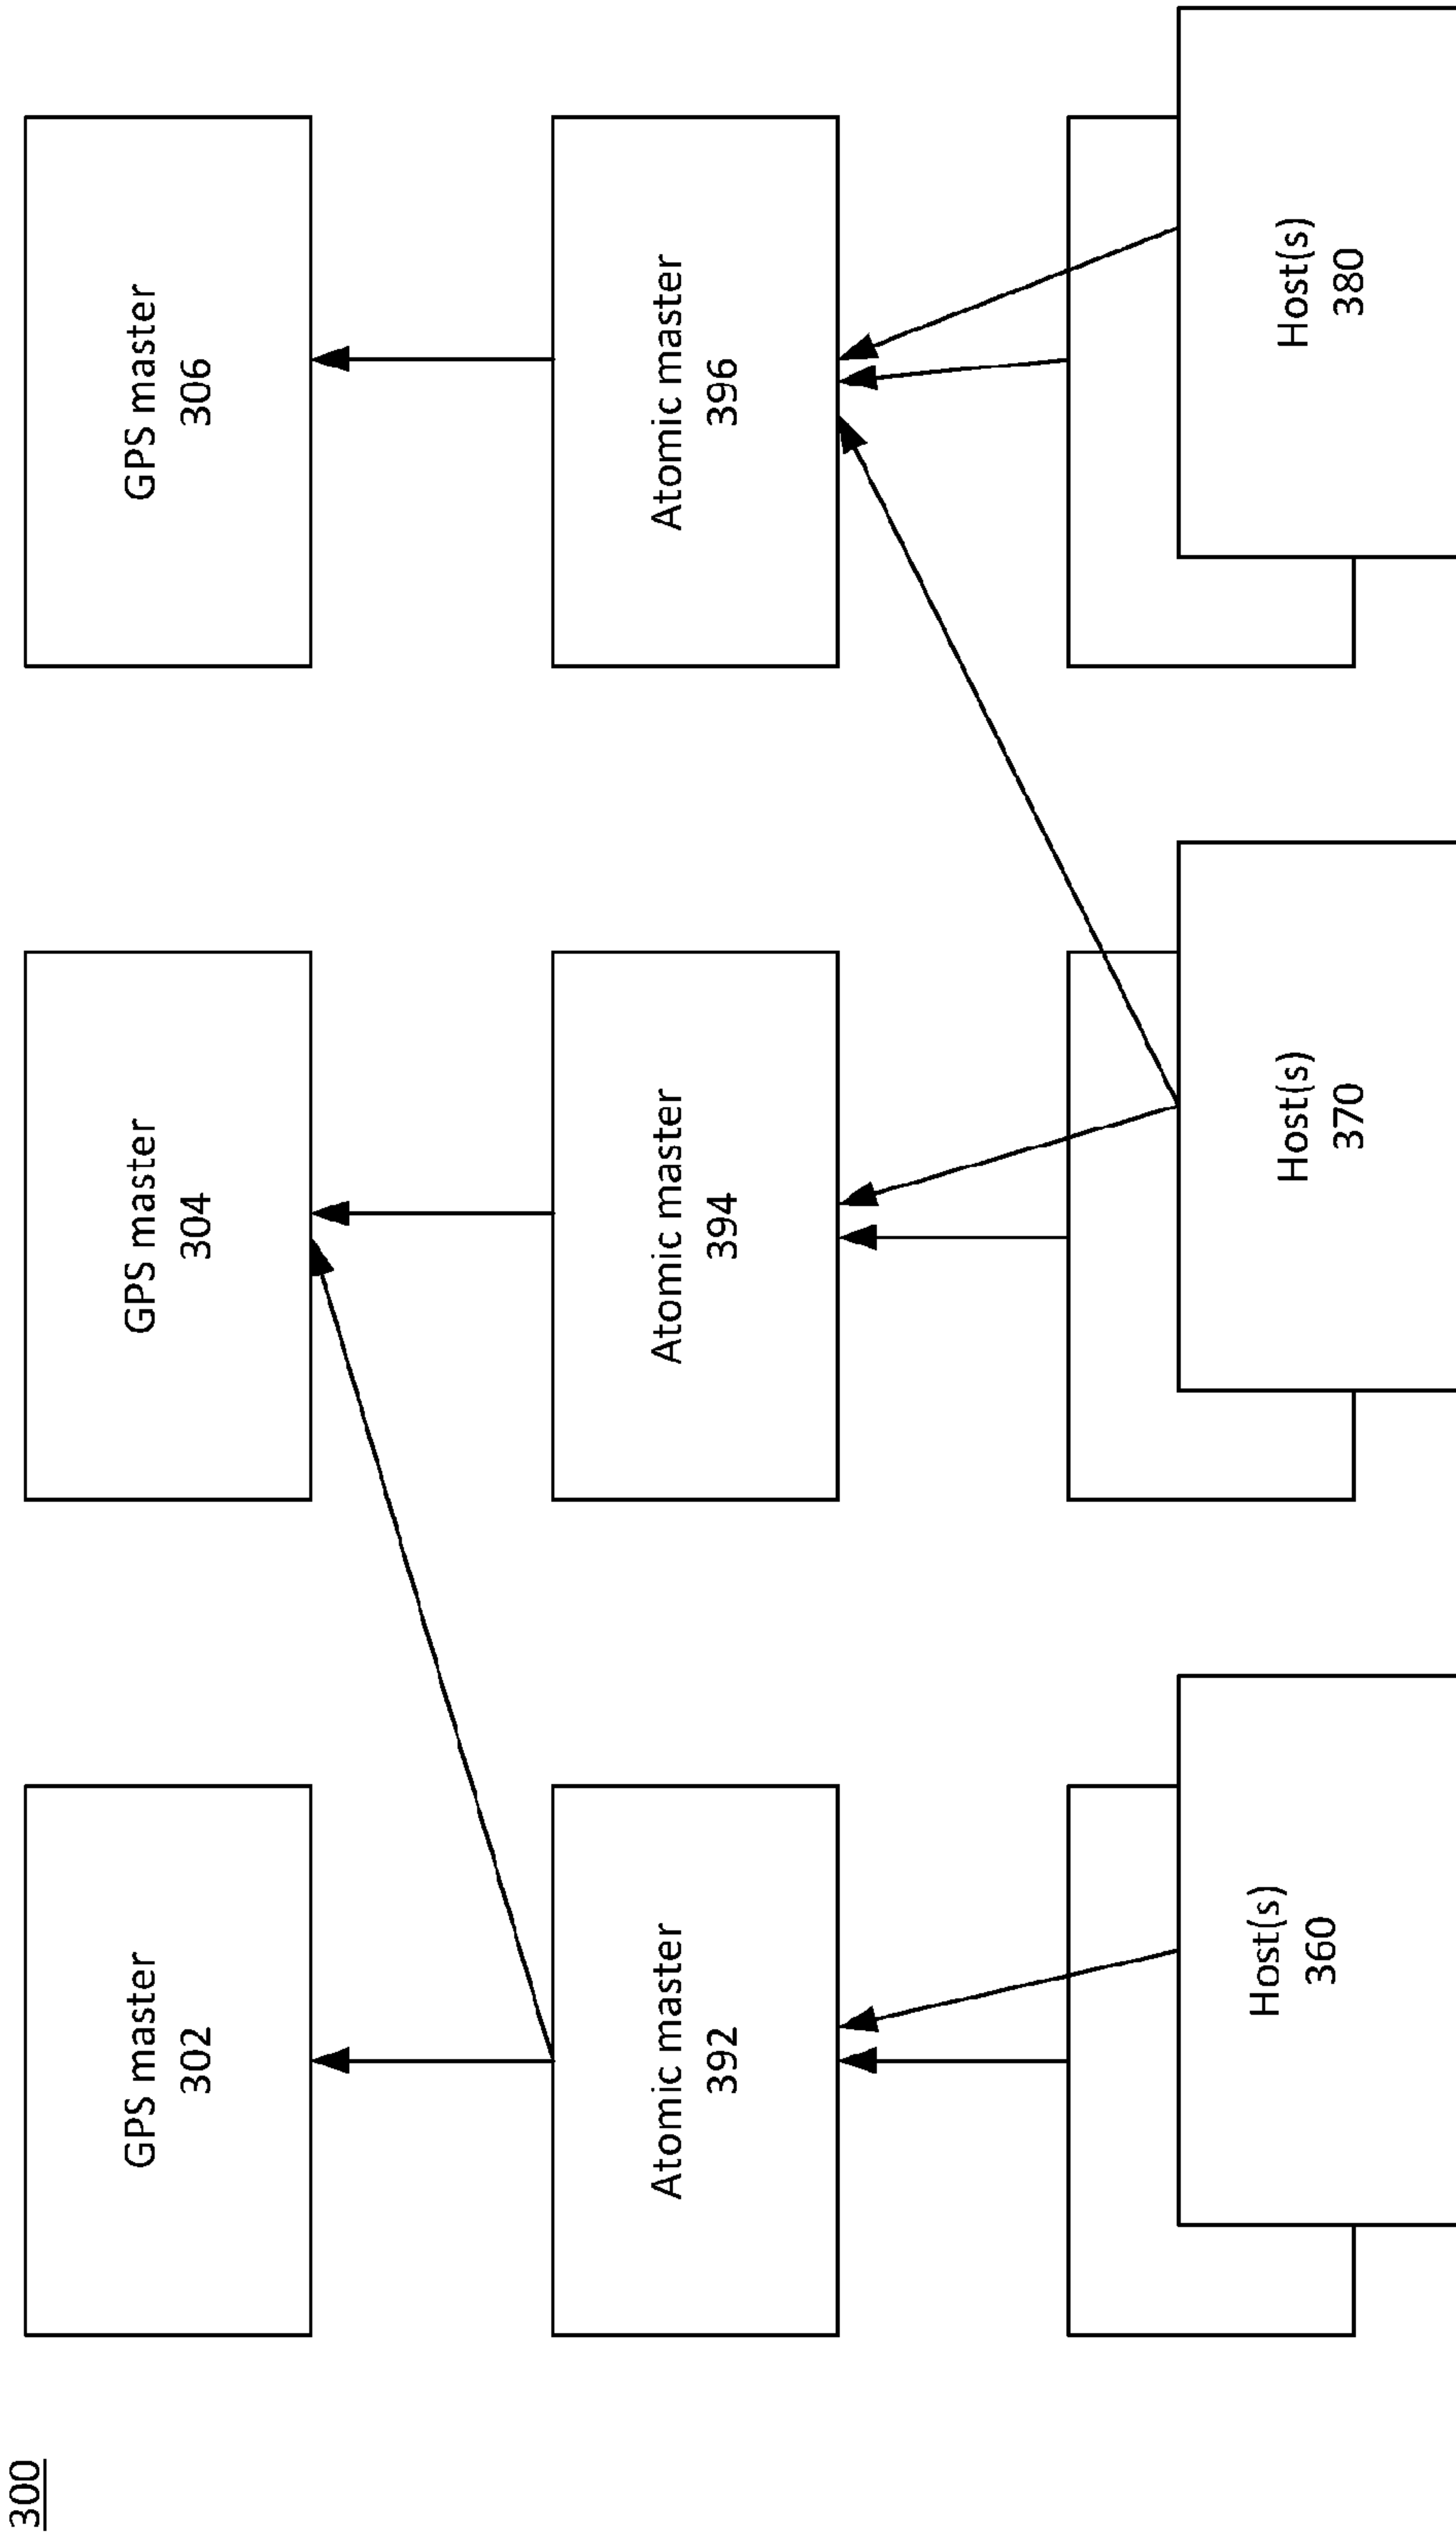 300
GPS master
302
GPS master
304
GPS master
306
Atomic master
392
Atomic master
394
Atomic master
396
Host(s)
360
Host(s)
370
Host(s)
380